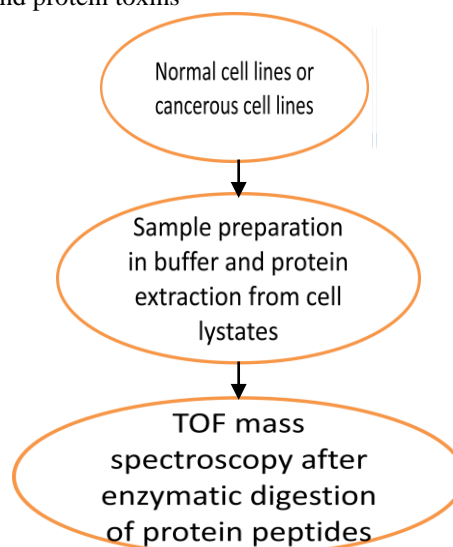 nd protein toxins
Normal cell lines or
cancerous cell lines
Sample preparation
in buffer and protein
extraction from cell
lystates
TOF mass
spectroscopy after
enzymatic digestion
of protein peptides